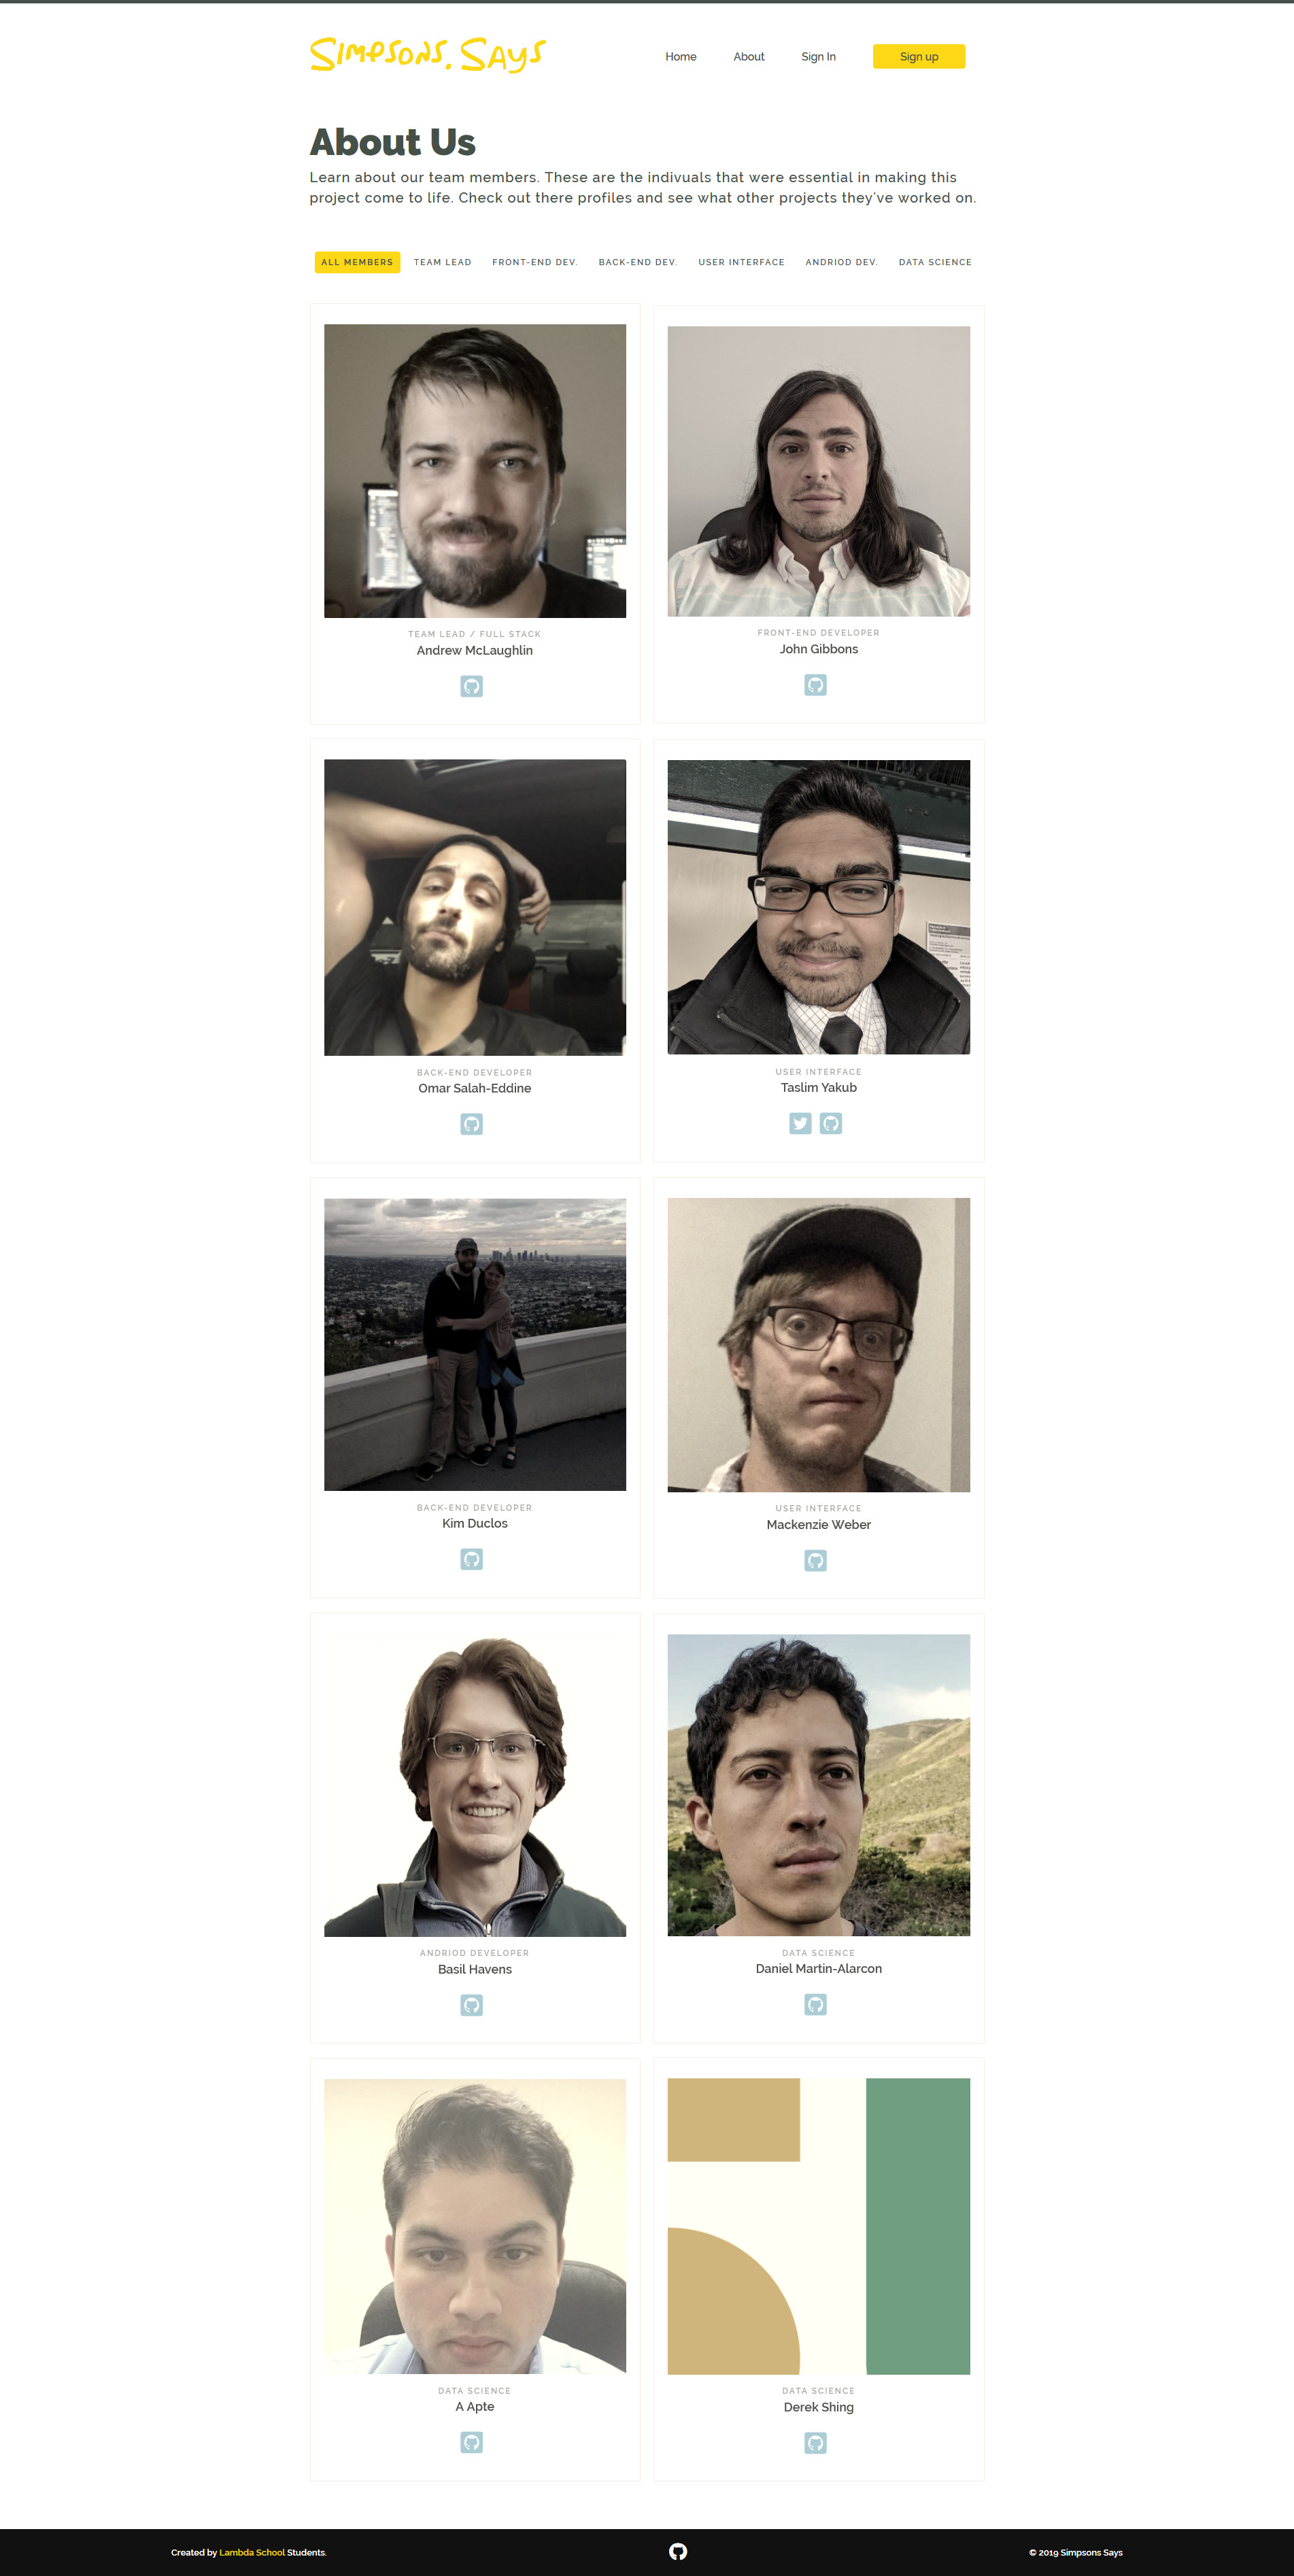 Simpsons. Says
Home About Sign In Sign up
About Us
Learn about our team members. These are the indivuals that were essential in making this
project come to life. Check out there profiles and see what other projects they've worked on.
ALL MEMBERS TEAM LEAD FRONT-END DEV. BACK-END DEV. USER INTERFACE ANDRIOD DEV. DATA SCIENCE
TEAM LEAD / FULL STACK
Andrew McLaughlin
FRONT-END DEVELOPER
John Gibbons
BACK-END DEVELOPER
Omar Salah-Eddine
USER INTERFACE
Taslim Yakub
BACK-END DEVELOPER
Kim Duclos
USER INTERFACE
Mackenzie Weber
ANDRIOD DEVELOPER
Basil Havens
DATA SCIENCE
Daniel Martin-Alarcon
DATA SCIENCE
A Apte
DATA SCIENCE
Derek Shing
Created by Lambda School Students. © 2019 Simpsons Says